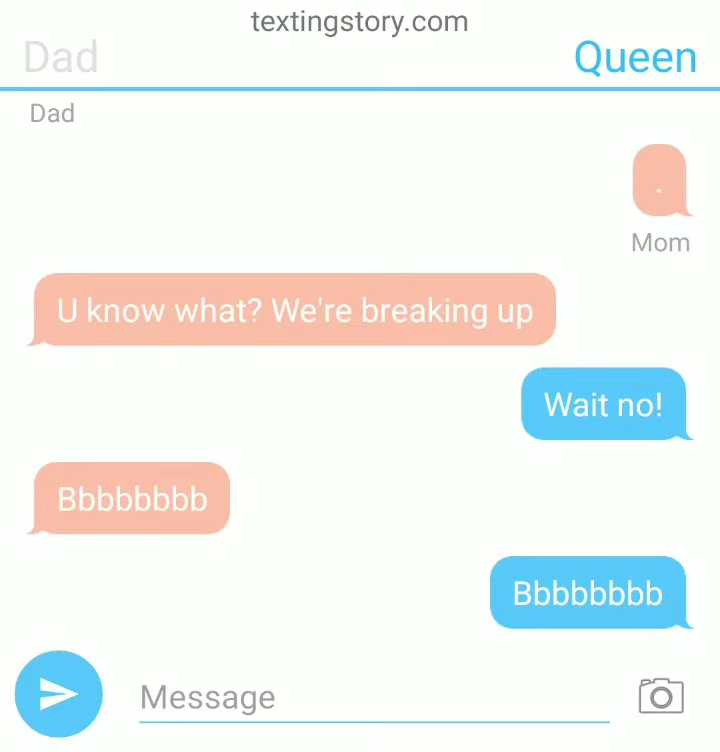 textingstory.com
Dad Queen
Dad
.
Mom
U know what? We're breaking up
Wait no!
Bbbbbbbb
Bbbbbbbb
Message